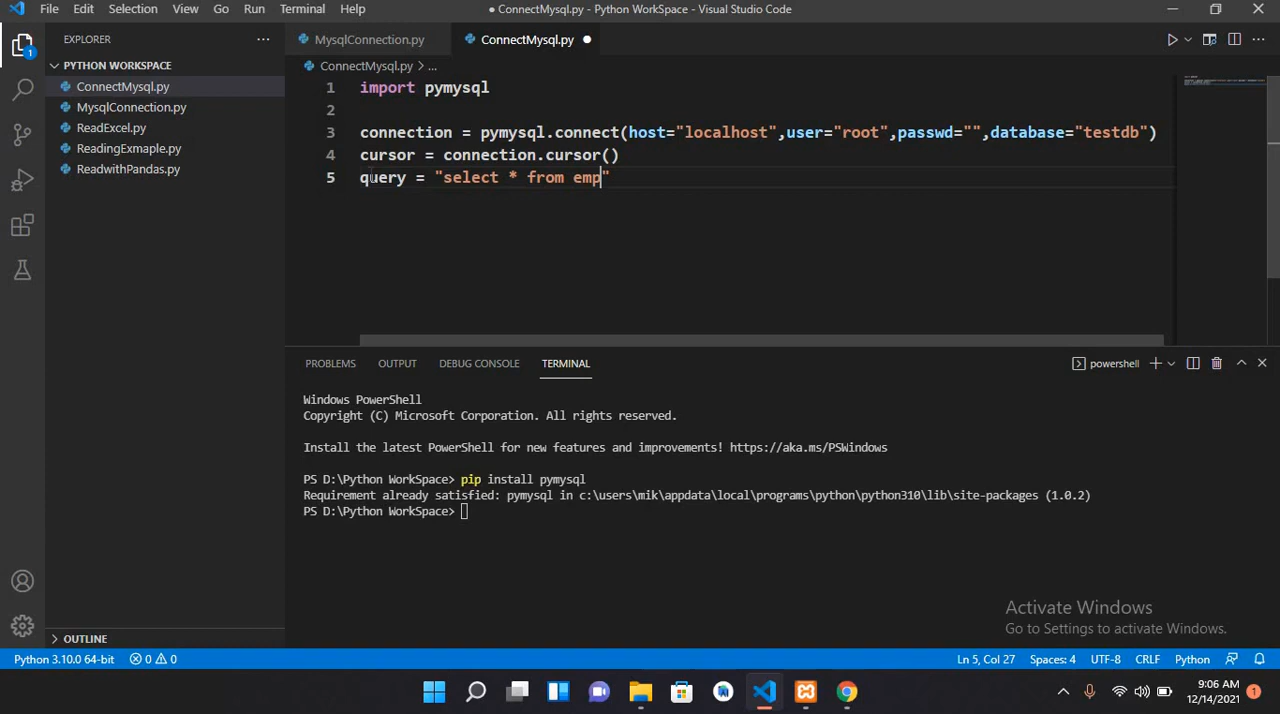 File Edit Selection View Go Run Terminal Help
● ConnectMysql.py - Python WorkSpace - Visual Studio Code
EXPLORER
MysqlConnection.py
ConnectMysql.py
PYTHON WORKSPACE
ConnectMysql.py > ...
ConnectMysql.py
MysqlConnection.py
ReadExcel.py
ReadingExmaple.py
ReadwithPandas.py
1
1 import pymysql
2
3 connection = pymysql.connect(host="localhost",user="root",passwd="",database="testdb")
4 cursor = connection.cursor()
5 query = "select * from emp"
PROBLEMS OUTPUT DEBUG CONSOLE TERMINAL
powershell
Windows PowerShell
Copyright (C) Microsoft Corporation. All rights reserved.
Install the latest PowerShell for new features and improvements! https://aka.ms/PSWindows
PS D:\Python WorkSpace> pip install pymysql
Requirement already satisfied: pymysql in c:\users\mik\appdata\local\programs\python\python310\lib\site-packages (1.0.2)
PS D:\Python WorkSpace>
Activate Windows
Go to Settings to activate Windows.
OUTLINE
Python 3.10.0 64-bit 0 0
Ln 5, Col 27 Spaces: 4 UTF-8 CRLF Python
9:06 AM
12/14/2021
1